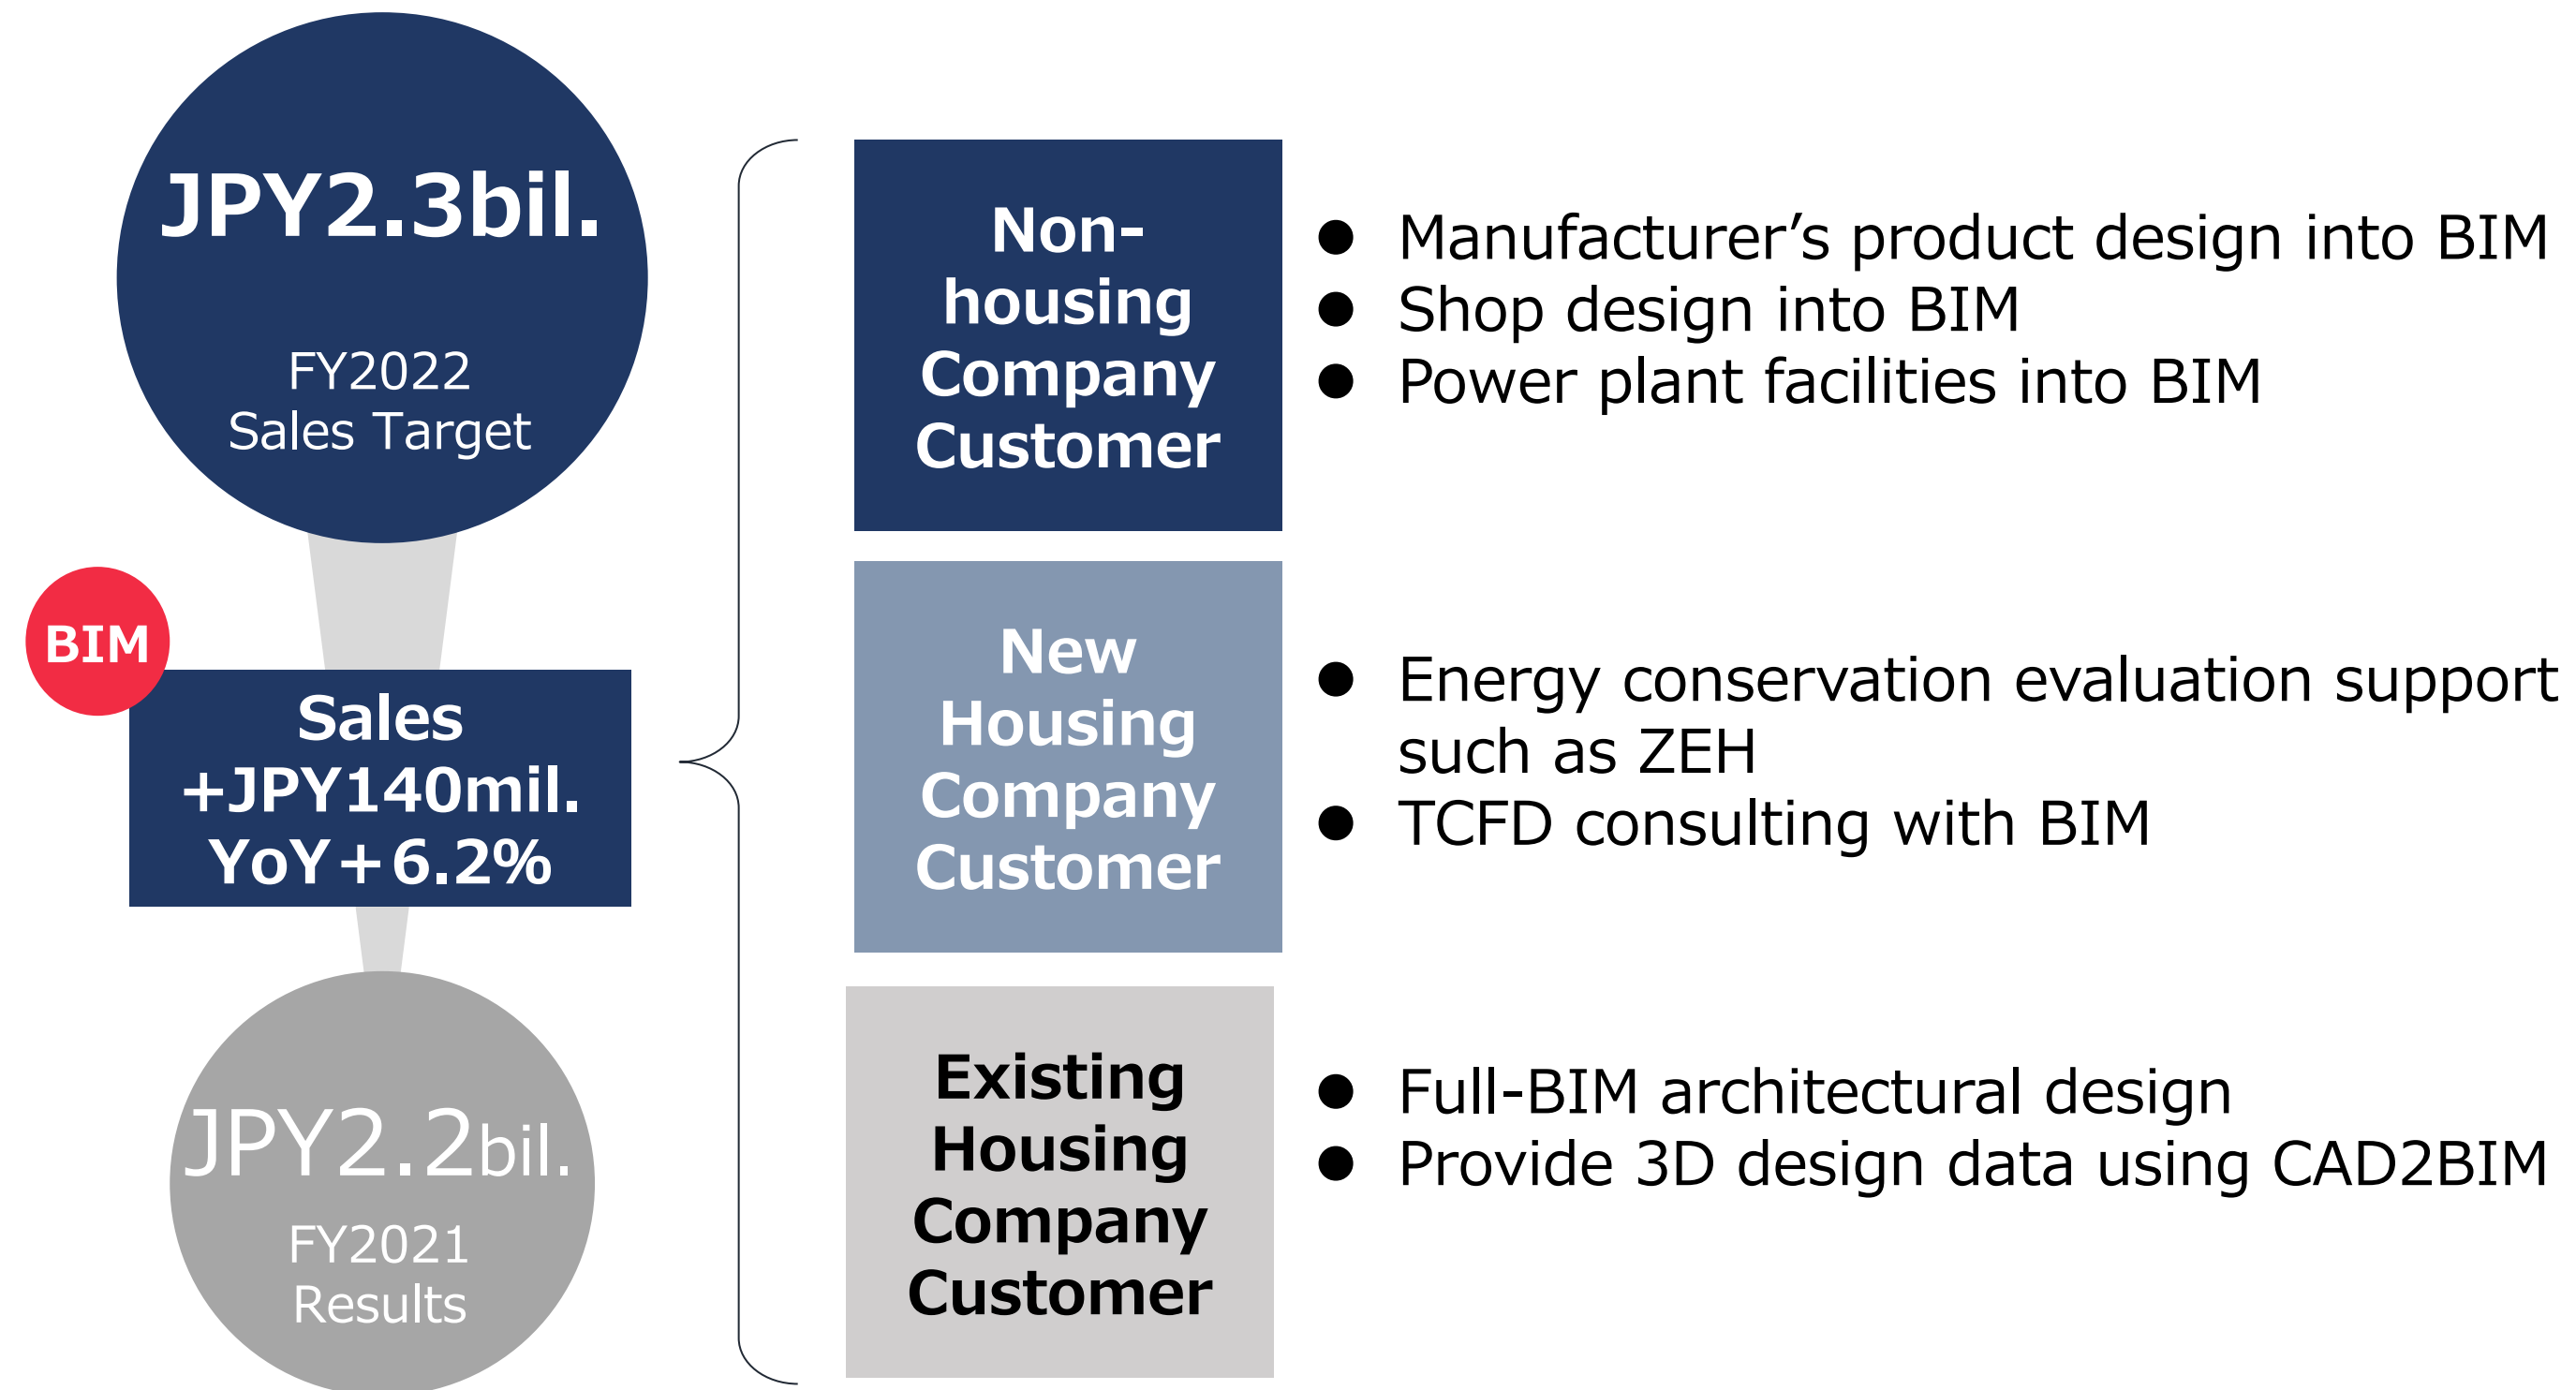 JPY2.3bil.
FY2022
Sales Target
BIM
Sales
+JPY140mil.
YoY+6.2%
JPY2.2bil.
FY2021
Results
Non-
housing
Company
Customer
● Manufacturer’s product design into BIM
● Shop design into BIM
● Power plant facilities into BIM
New
Housing
Company
Customer
● Energy conservation evaluation support
such as ZEH
● TCFD consulting with BIM
Existing
Housing
Company
Customer
● Full-BIM architectural design
● Provide 3D design data using CAD2BIM